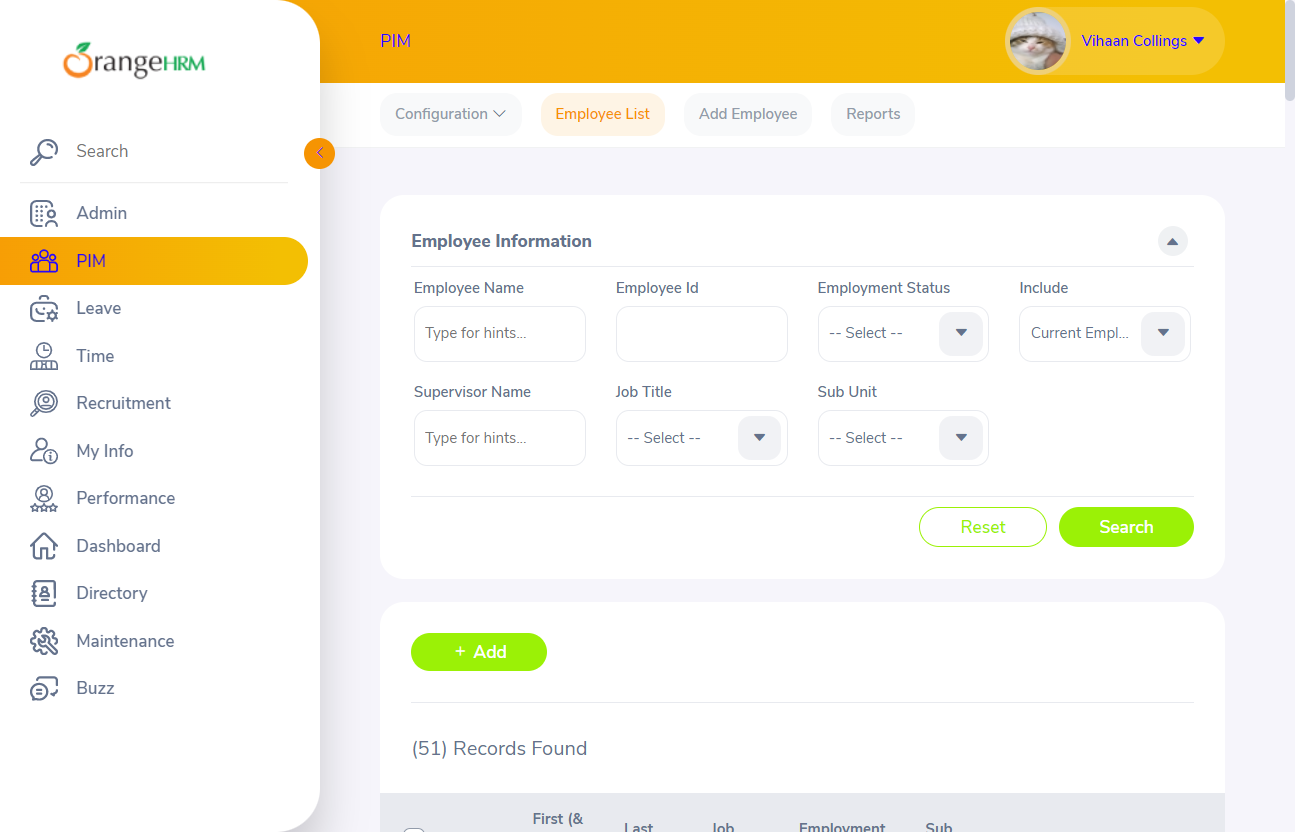 OrangeHRM
Search
Admin
PIM
Leave
Time
Recruitment
My Info
Performance
Dashboard
Directory
Maintenance
Buzz
PIM
Vihaan Collings
Configuration
Employee List
Add Employee
Reports
Employee Information
Employee Name
Employee Id
Employment Status
Include
Type for hints...
-- Select --
Current Empl...
Supervisor Name
Job Title
Sub Unit
Type for hints...
-- Select --
-- Select --
Reset
Search
+ Add
(51) Records Found
First (&
Last
Job
Employment
Sub